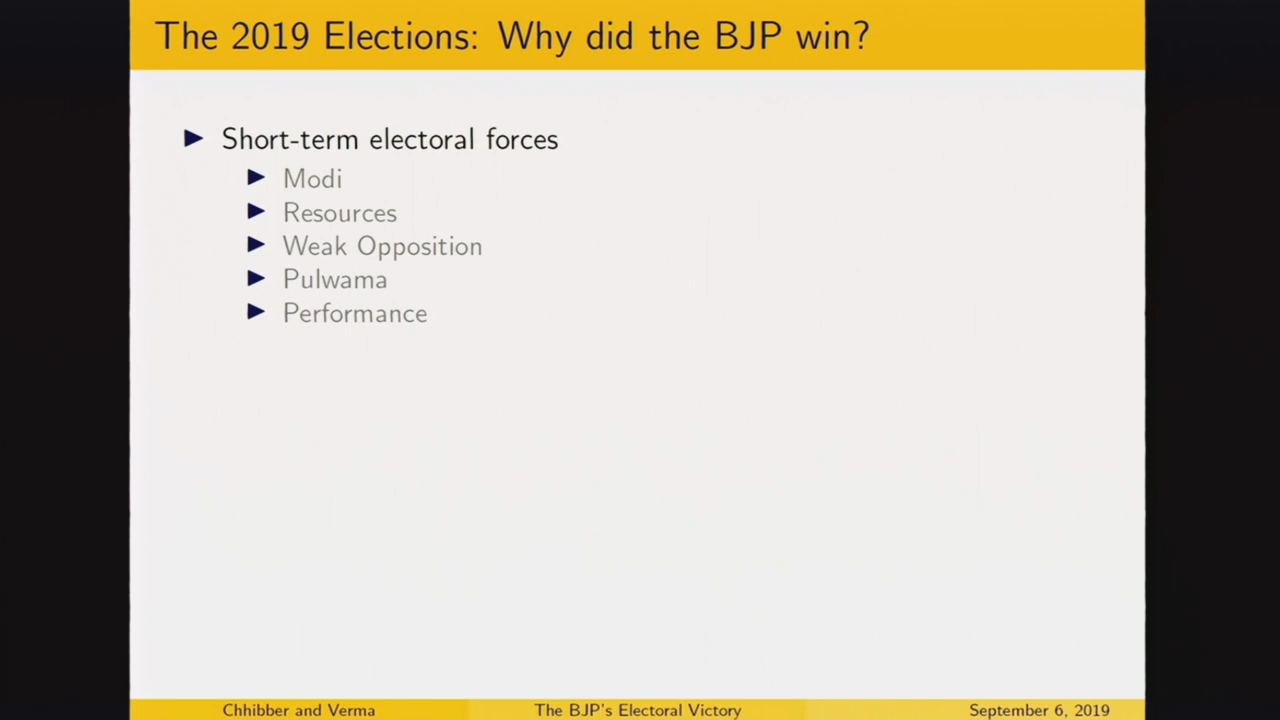 The 2019 Elections: Why did the BJP win?
Short-term electoral forces
Modi
Resources
Weak Opposition
Pulwama
Performance
Chhibber and Verma The BJP's Electoral Victory September 6, 2019